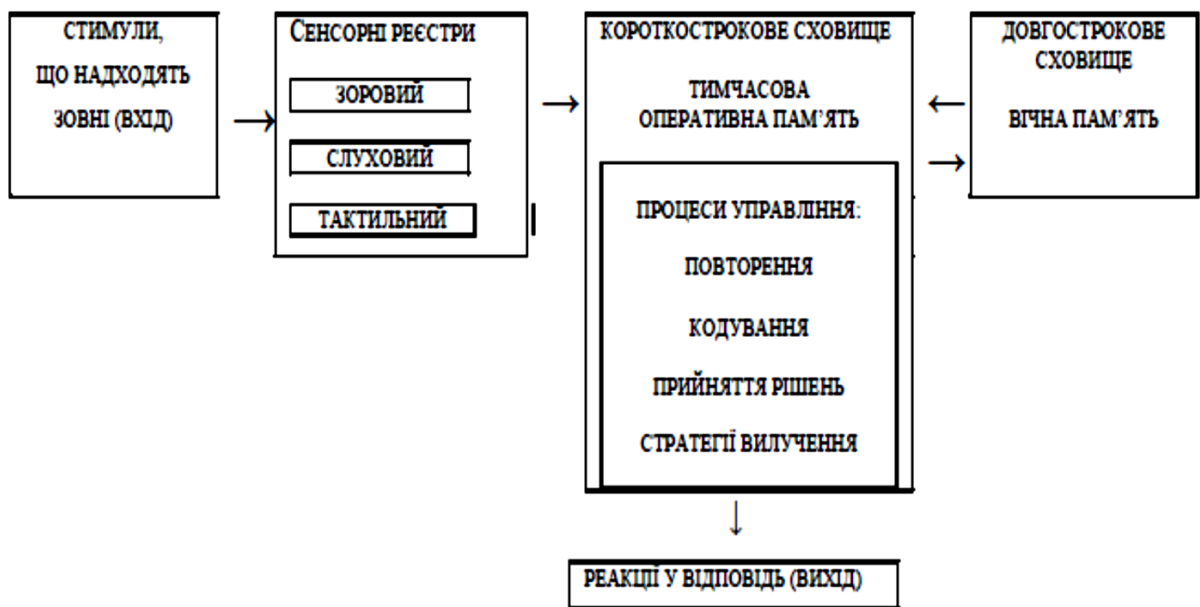 СТИМУЛИ,
ЩО НАДХОДЯТЬ
ЗОВНІ (ВХІД)
СЕНСОРНІ РЕЄСТРИ
ЗОРОВИЙ
СЛУХОВИЙ
ТАКТИЛЬНИЙ
КОРОТКОСТРОКОВЕ СХОВИЩЕ
ТИМЧАСОВА
ОПЕРАТИВНА ПАМ’ЯТЬ
ПРОЦЕСИ УПРАВЛІННЯ:
ПОВТОРЕННЯ
КОДУВАННЯ
ПРИЙНЯТТЯ РІШЕНЬ
СТРАТЕГІЇ ВИЛУЧЕННЯ
ДОВГОСТРОКОВЕ
СХОВИЩЕ
ВІЧНА ПАМ’ЯТЬ
РЕАКЦІЇ У ВІДПОВІДЬ (ВИХІД)